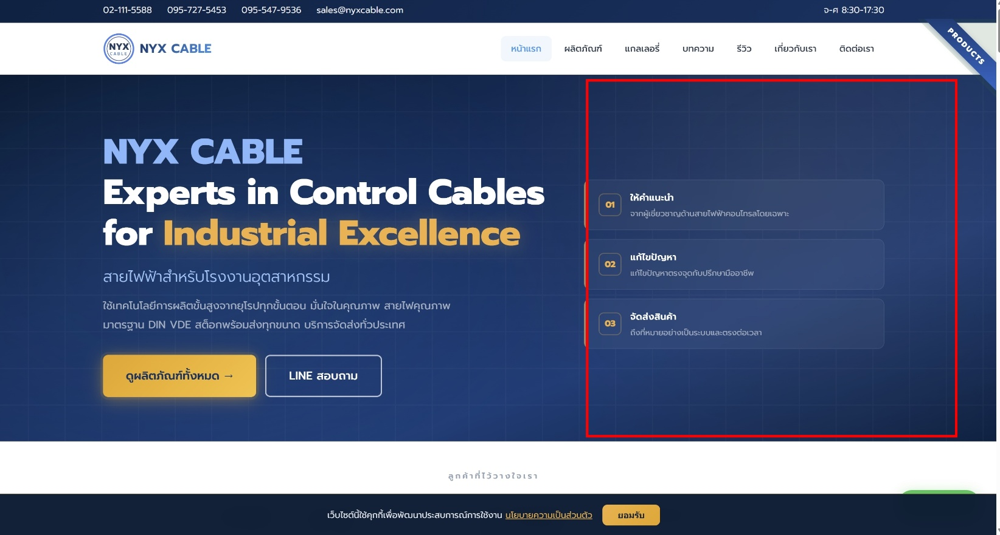 02-111-5588 095-727-5453 095-547-9536 sales@nyxcable.com จ-ศ 8:30-17:30
NYX CABLE NYX CABLE หน้าแรก ผลิตภัณฑ์ แกลเลอรี่ บทความ รีวิว เกี่ยวกับเรา ติดต่อเรา
PRODUCTS
NYX CABLE
Experts in Control Cables
for Industrial Excellence
สายไฟฟ้าสำหรับโรงงานอุตสาหกรรม
ใช้เทคโนโลยีการผลิตขั้นสูงจากยุโรปทุกขั้นตอน มั่นใจในคุณภาพ สายไฟคุณภาพ
มาตรฐาน DIN VDE สต็อกพร้อมส่งทุกขนาด บริการจัดส่งทั่วประเทศ
ดูผลิตภัณฑ์ทั้งหมด → LINE สอบถาม
01 ให้คำแนะนำ
จากผู้เชี่ยวชาญด้านสายไฟฟ้าคอนโทรลโดยเฉพาะ
02 แก้ไขปัญหา
แก้ไขปัญหาตรงจุดกับปรึกษามืออาชีพ
03 จัดส่งสินค้า
ถึงที่หมายอย่างเป็นระบบและตรงต่อเวลา
ลูกค้าที่ไว้วางใจเรา
เว็บไซต์นี้ใช้คุกกี้เพื่อพัฒนาประสบการณ์การใช้งาน นโยบายความเป็นส่วนตัว ยอมรับ